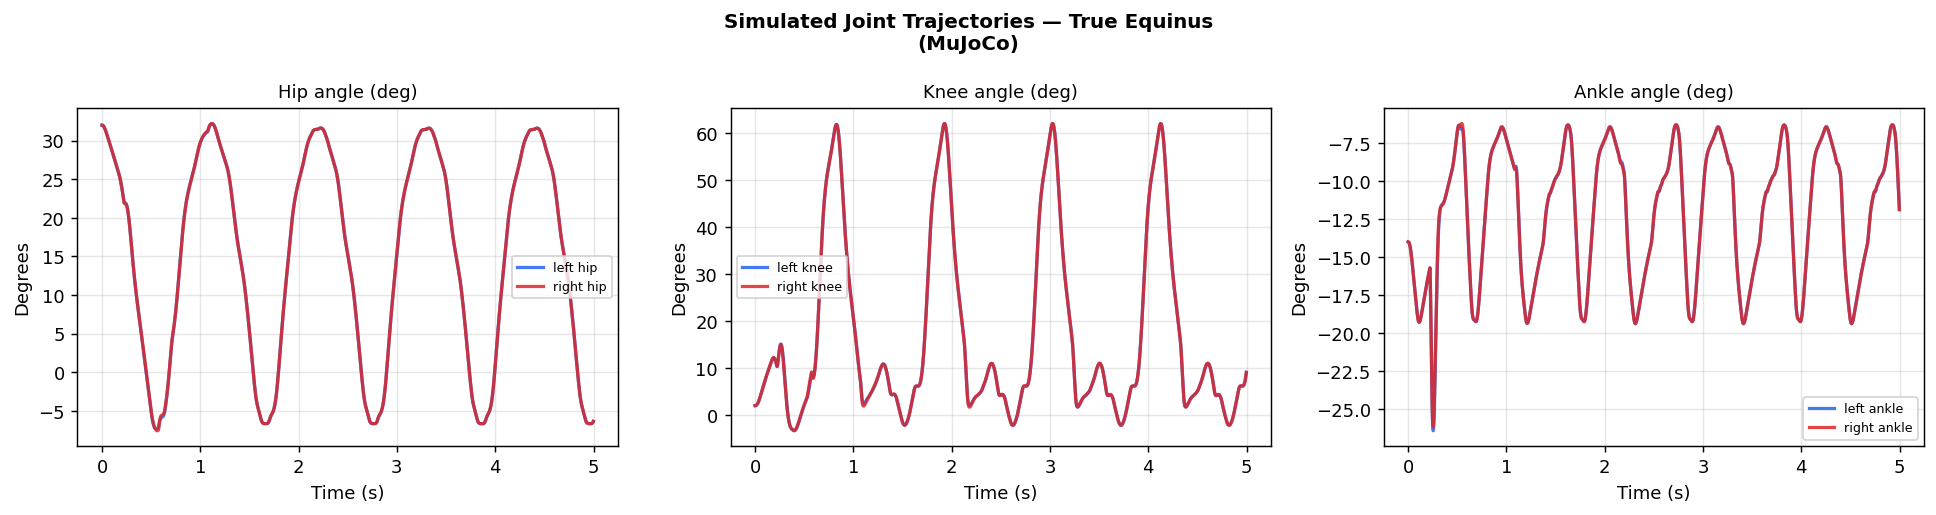 Simulated Joint Trajectories — True Equinus
(MuJoCo)
Hip angle (deg)
Degrees
30
25
20
15
10
5
0
−5
0
1
2
3
4
5
Time (s)
left hip
right hip
Knee angle (deg)
Degrees
60
50
40
30
20
10
0
0
1
2
3
4
5
Time (s)
left knee
right knee
Ankle angle (deg)
Degrees
−7.5
−10.0
−12.5
−15.0
−17.5
−20.0
−22.5
−25.0
0
1
2
3
4
5
Time (s)
left ankle
right ankle